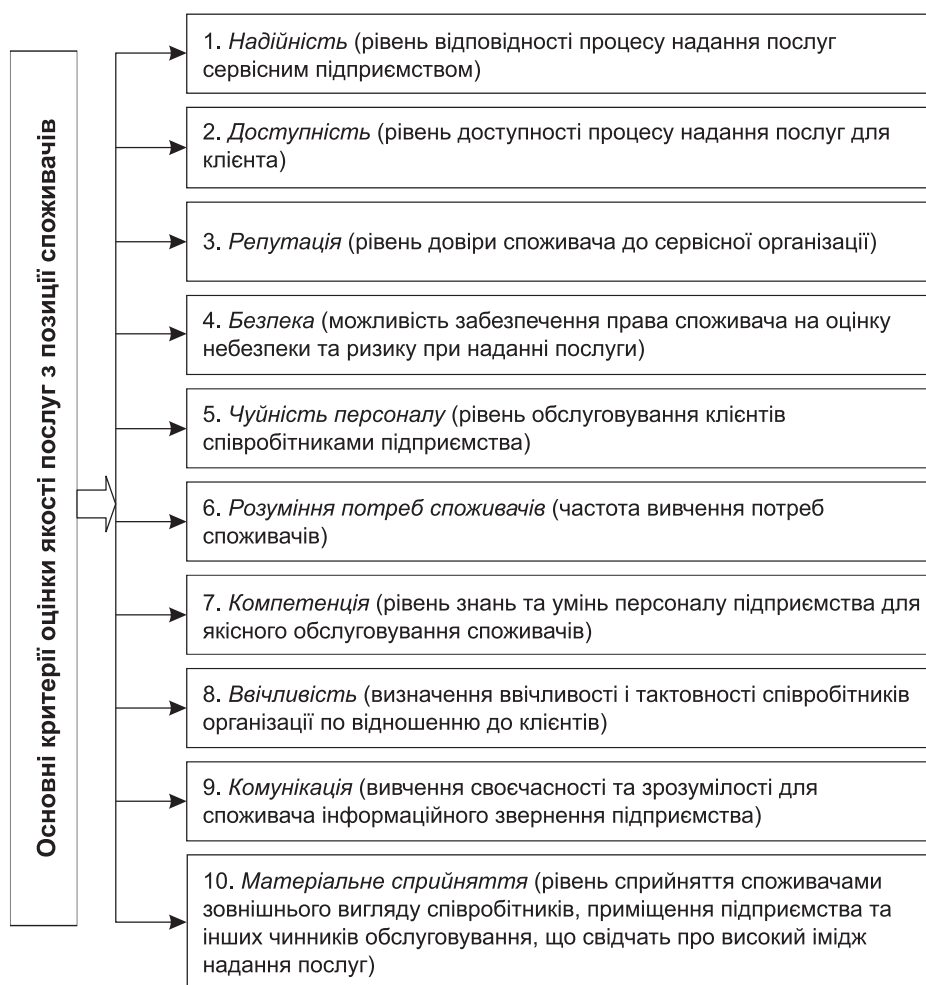 Основні критерії оцінки якості послуг з позиції споживачів
1. Надійність (рівень відповідності процесу надання послуг
сервісним підприємством)
2. Доступність (рівень доступності процесу надання послуг для
клієнта)
3. Репутація (рівень довіри споживача до сервісної організації)
4. Безпека (можливість забезпечення права споживача на оцінку
небезпеки та ризику при наданні послуги)
5. Чуйність персоналу (рівень обслуговування клієнтів
співробітниками підприємства)
6. Розуміння потреб споживачів (частота вивчення потреб
споживачів)
7. Компетенція (рівень знань та умінь персоналу підприємства для
якісного обслуговування споживачів)
8. Ввічливість (визначення ввічливості і тактовності співробітників
організації по відношенню до клієнтів)
9. Комунікація (вивчення своєчасності та зрозумілості для
споживача інформаційного звернення підприємства)
10. Матеріальне сприйняття (рівень сприйняття споживачами
зовнішнього вигляду співробітників, приміщення підприємства та
інших чинників обслуговування, що свідчать про високий імідж
надання послуг)